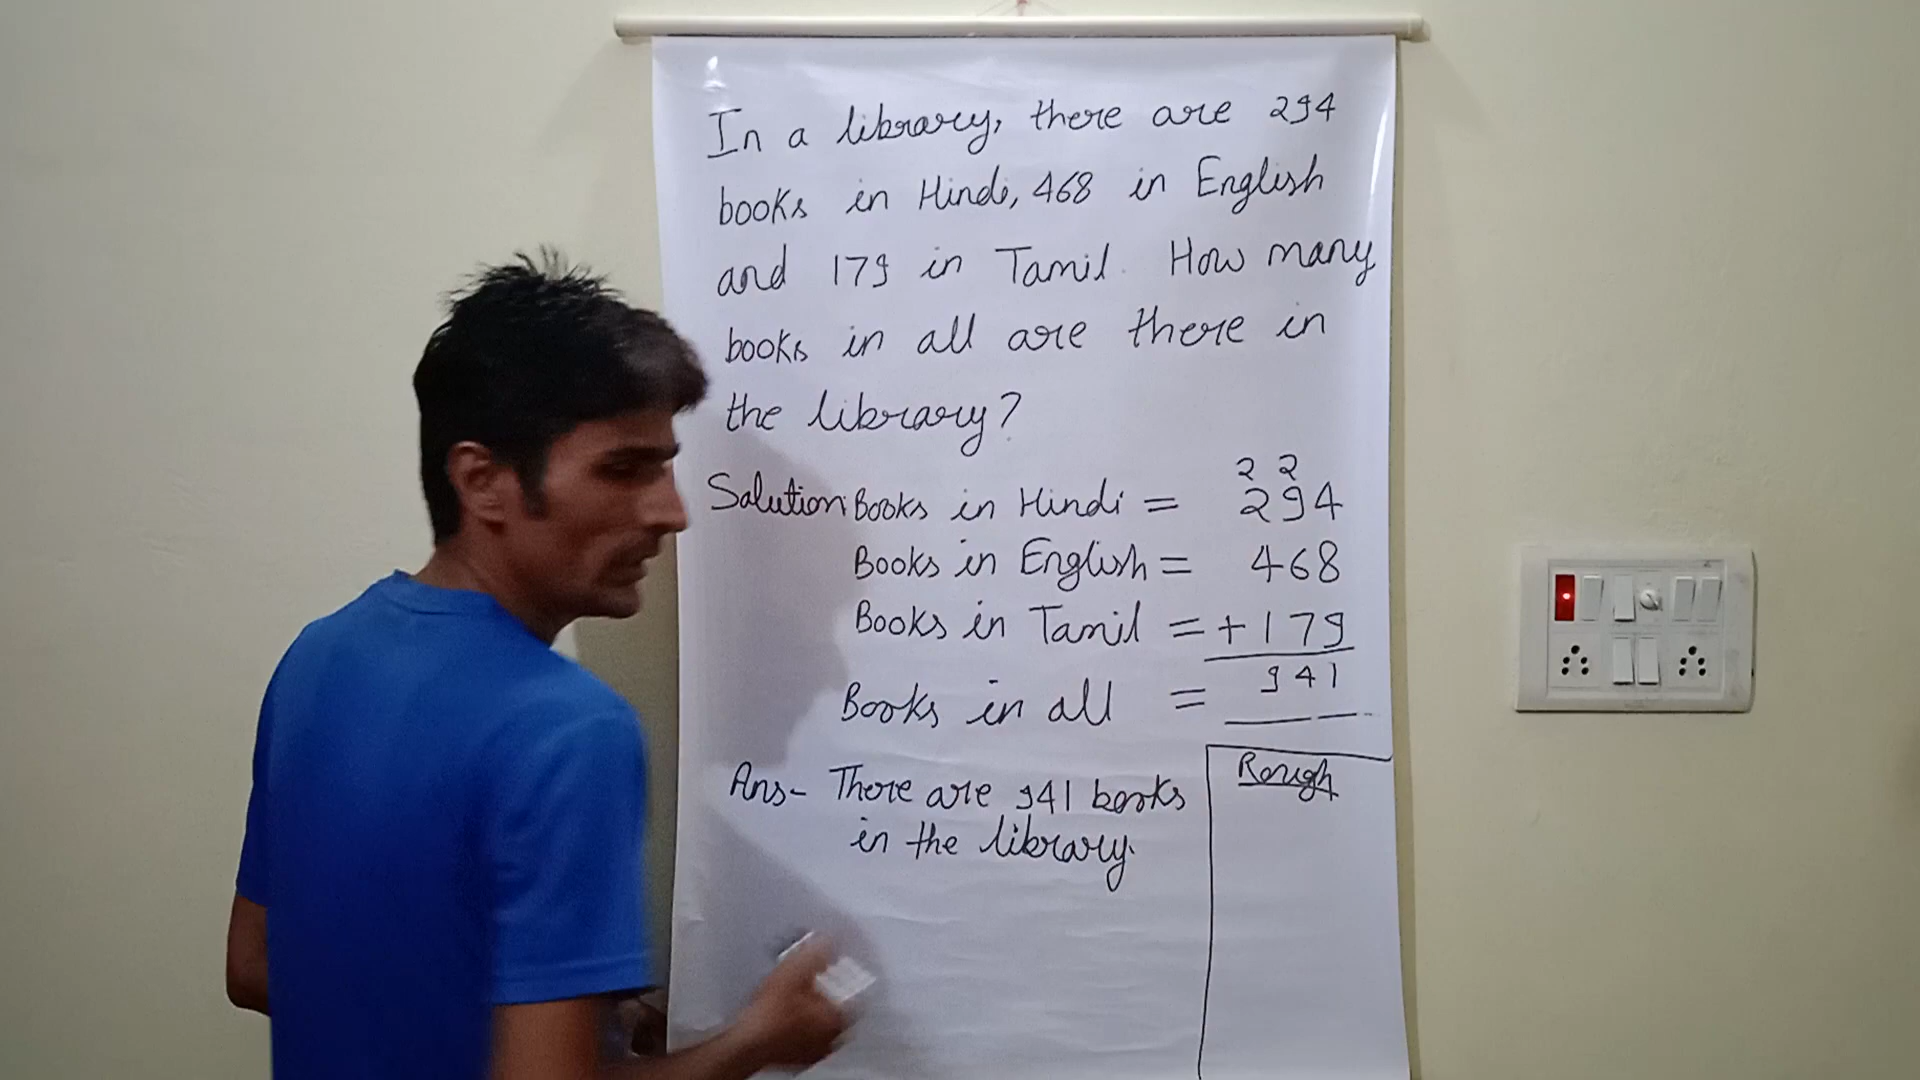 In a library, there are 294
books in Hindi, 468 in English
and 179 in Tamil. How many
books in all are there in
the library?
2 2
Solution: Books in Hindi = 294
Books in English = 468
Books in Tamil = + 179
Books in all = 941
Ans- There are 941 books
in the library.
Rough